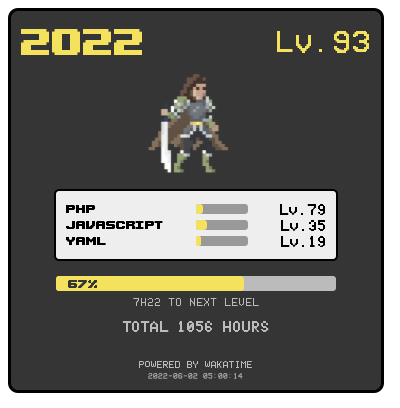 2022 Lv.93
PHP Lv.79
JAVASCRIPT Lv.35
YAML Lv.19
67%
7H22 TO NEXT LEVEL
TOTAL 1056 HOURS
POWERED BY WAKATIME
2022-06-02 05:00:14